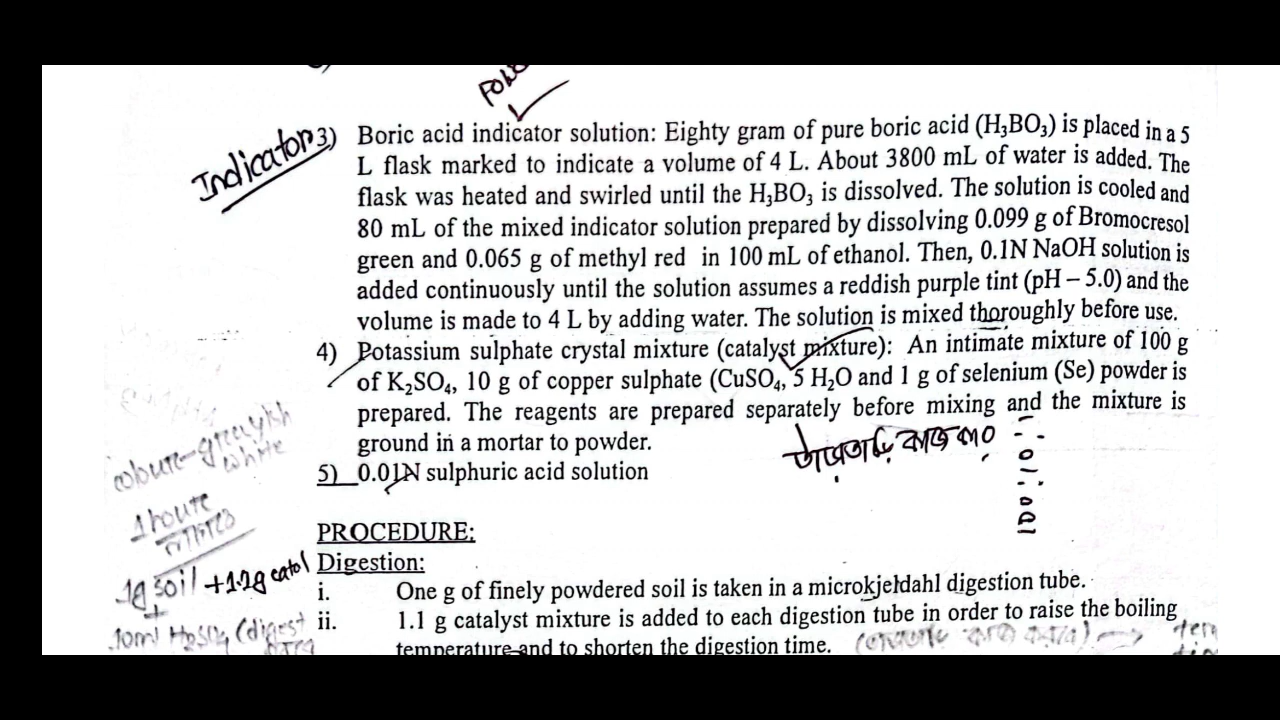 Indicator 3) Boric acid indicator solution: Eighty gram of pure boric acid (H₃BO₃) is placed in a 5
L flask marked to indicate a volume of 4 L. About 3800 mL of water is added. The
flask was heated and swirled until the H₃BO₃ is dissolved. The solution is cooled and
80 mL of the mixed indicator solution prepared by dissolving 0.099 g of Bromocresol
green and 0.065 g of methyl red in 100 mL of ethanol. Then, 0.1N NaOH solution is
added continuously until the solution assumes a reddish purple tint (pH – 5.0) and the
volume is made to 4 L by adding water. The solution is mixed thoroughly before use.
4) Potassium sulphate crystal mixture (catalyst mixture): An intimate mixture of 100 g
of K₂SO₄, 10 g of copper sulphate (CuSO₄, 5 H₂O and 1 g of selenium (Se) powder is
prepared. The reagents are prepared separately before mixing and the mixture is
ground in a mortar to powder.
5) 0.01N sulphuric acid solution
white
1 hour
PROCEDURE:
1g soil + 1.1g
Digestion:
i. One g of finely powdered soil is taken in a microkjeldahl digestion tube.
+
10ml H₂SO₄ (digest
ii. 1.1 g catalyst mixture is added to each digestion tube in order to raise the boiling
temperature and to shorten the digestion time.